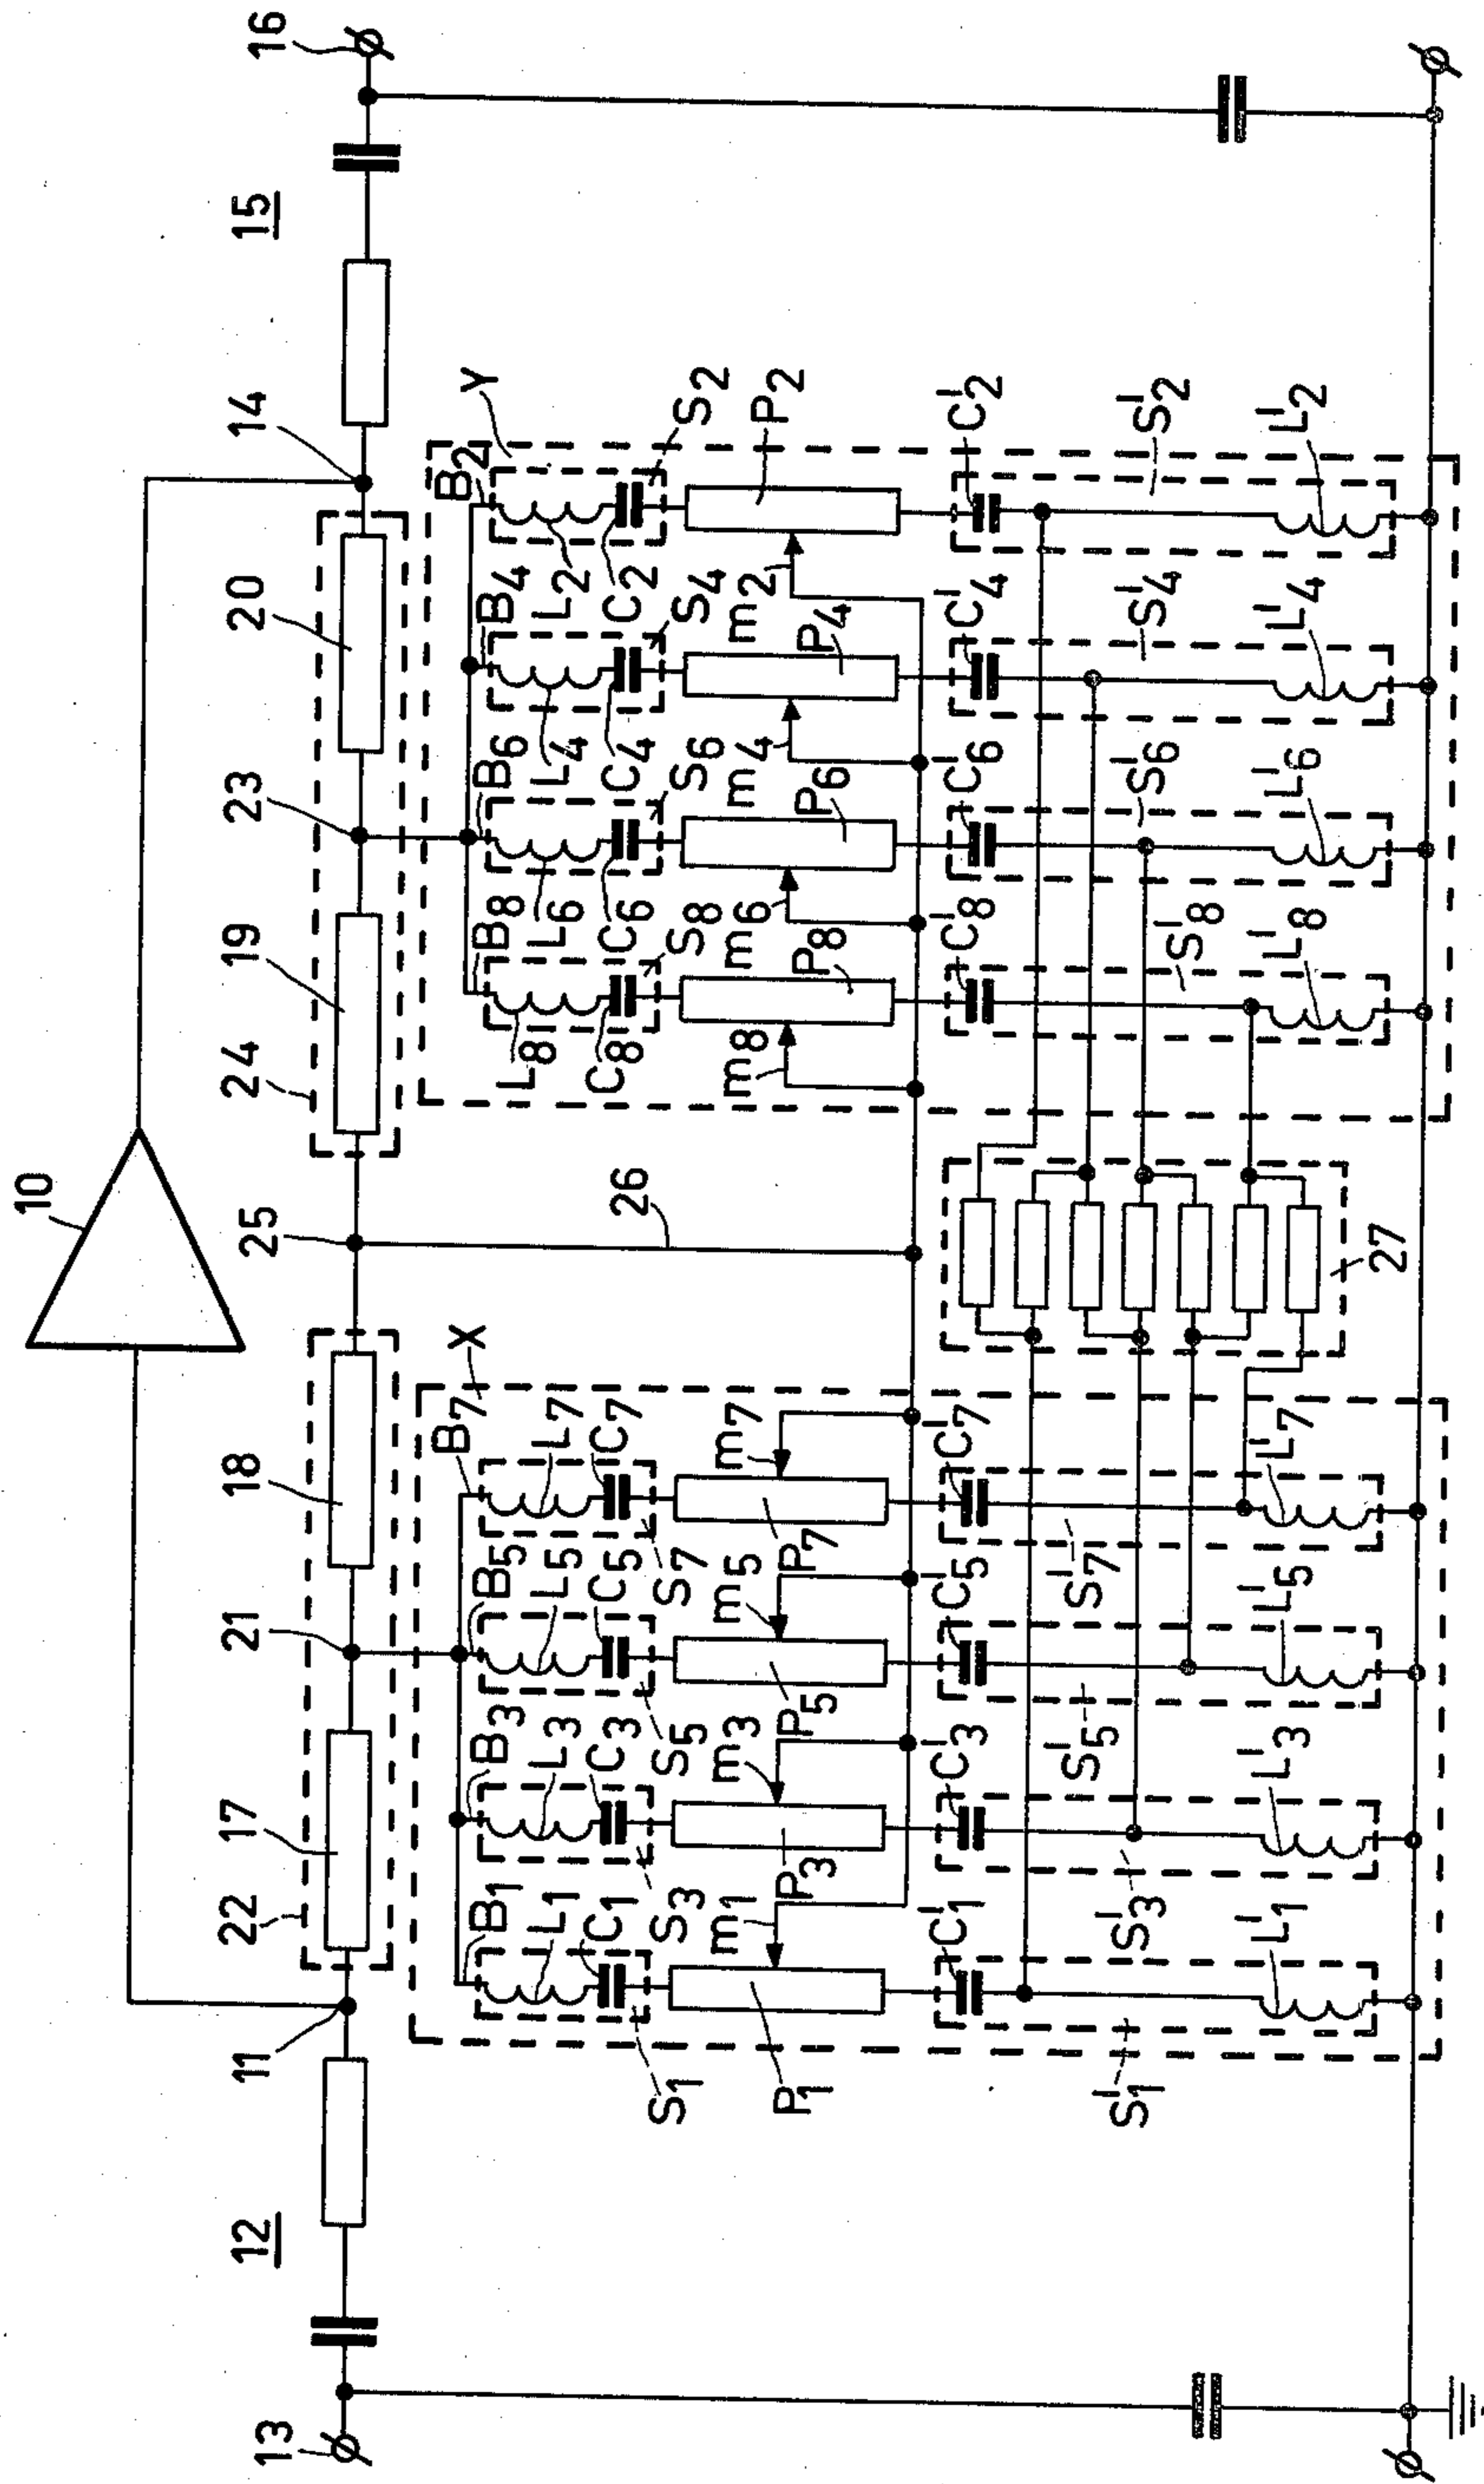 10
13 12 11 22 17 21 18 25 24 19 23 20 14 15 16
X Y
B1 B3 B5 B7 B8 B6 B4 B2
L1 L3 L5 L7 L8 L6 L4 L2
C1 C3 C5 C7 C8 C6 C4 C2
S1 S3 S5 S7 26 S8 S6 S4 S2
m1 m3 m5 m7 m8 m6 m4 m2
P1 P3 P5 P7 P8 P6 P4 P2
C'1 C'3 C'5 C'7 C'8 C'6 C'4 C'2
S'1 S'3 S'5 S'7 S'8 S'6 S'4 S'2
L'1 L'3 L'5 L'7 L'8 L'6 L'4 L'2
27